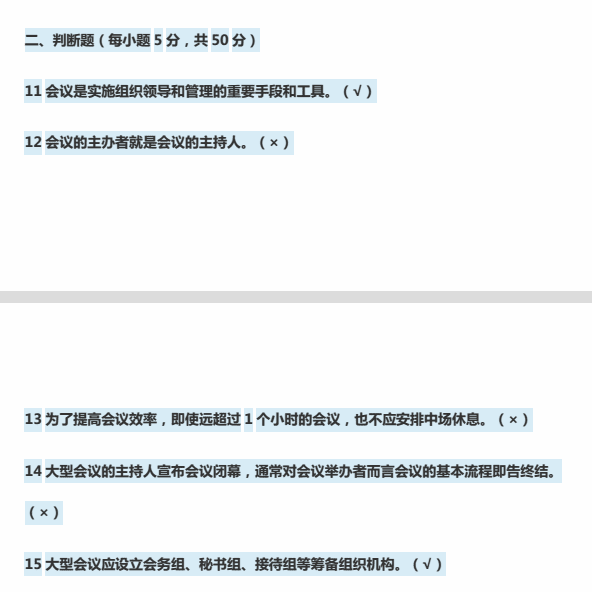 二、判断题（每小题 5 分，共 50 分）
11 会议是实施组织领导和管理的重要手段和工具。（√）
12 会议的主办者就是会议的主持人。（×）
13 为了提高会议效率，即使远超过 1 个小时的会议，也不应安排中场休息。（×）
14 大型会议的主持人宣布会议闭幕，通常对会议举办者而言会议的基本流程即告终结。
（×）
15 大型会议应设立会务组、秘书组、接待组等筹备组织机构。（√）